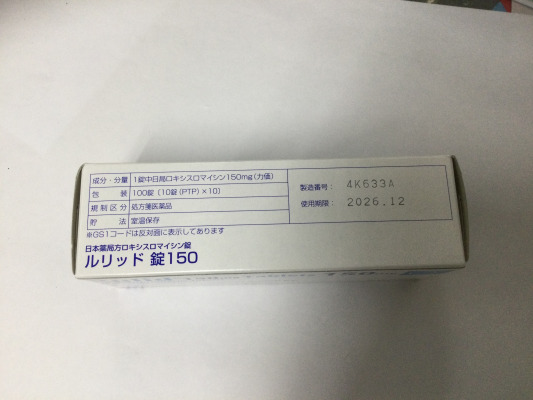 成分・分量 1錠中日局ロキシスロマイシン150mg(力価)
包装 100錠〔10錠(PTP)×10〕
規制区分 処方箋医薬品
貯法 室温保存
※GS1コードは反対面に表示してあります
製造番号: 4K633A
使用期限: 2026.12
日本薬局方ロキシスロマイシン錠
ルリッド 錠150